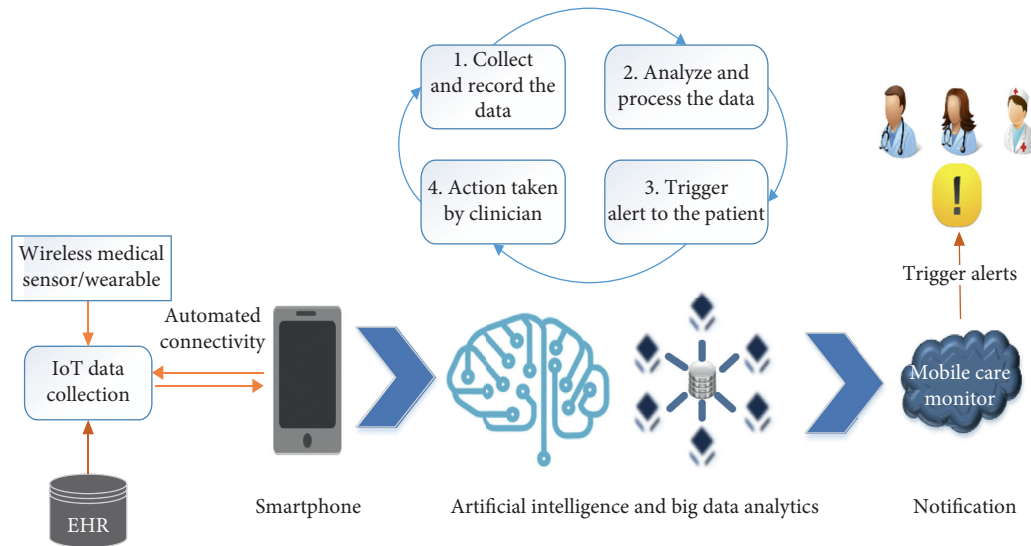 1. Collect
and record the
data
2. Analyze and
process the data
4. Action taken
by clinician
3. Trigger
alert to the patient
!
Wireless medical
sensor/wearable
Automated
connectivity
IoT data
collection
EHR
Smartphone
Artificial intelligence and big data analytics
Trigger alerts
Mobile care
monitor
Notification